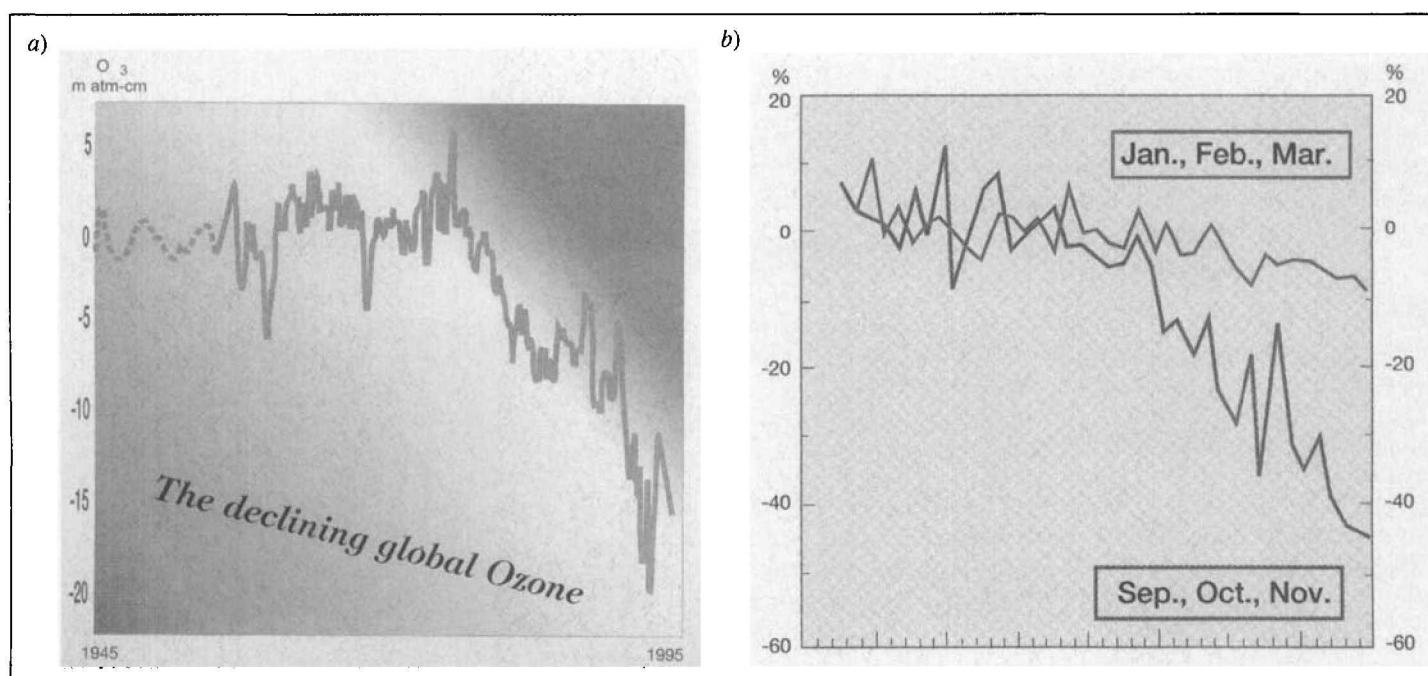 a)
O 3
m atm-cm
5
0
-5
-10
-15
-20
The declining global Ozone
1945
1995
b)
%
%
20
20
Jan., Feb., Mar.
0
0
-20
-20
-40
-40
Sep., Oct., Nov.
-60
-60